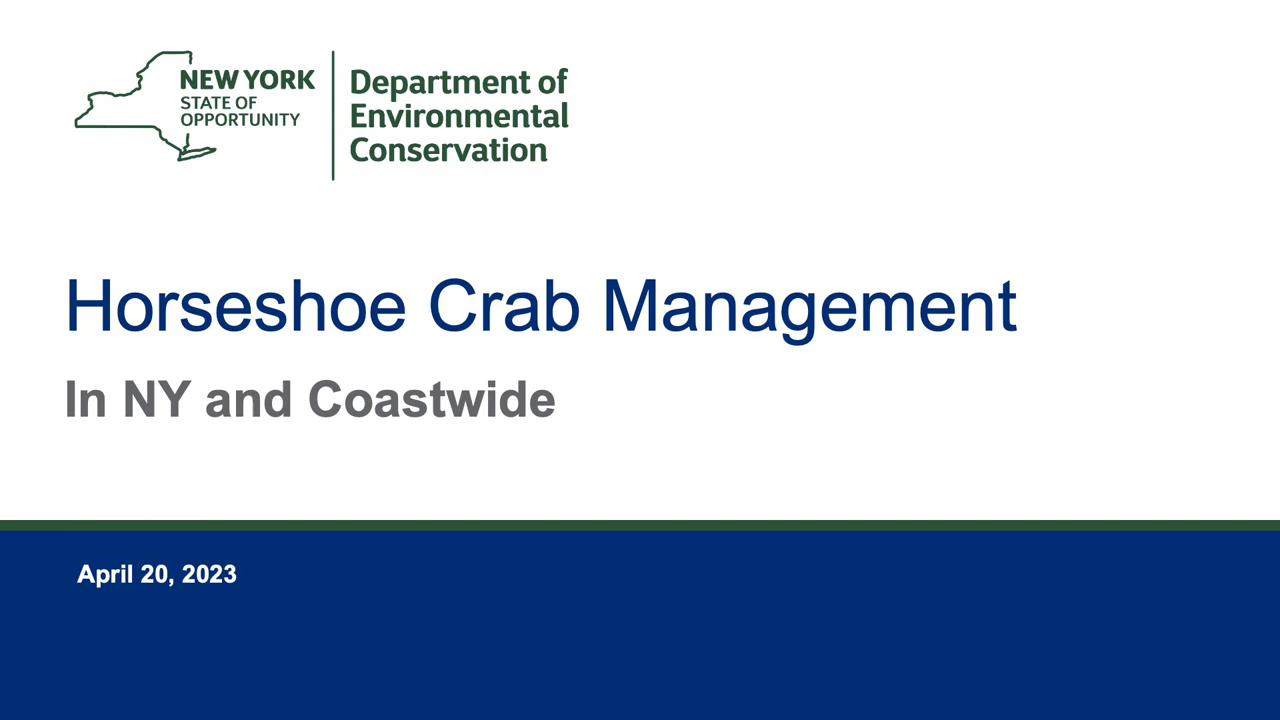 NEW YORK
STATE OF
OPPORTUNITY
Department of
Environmental
Conservation
Horseshoe Crab Management
In NY and Coastwide
April 20, 2023